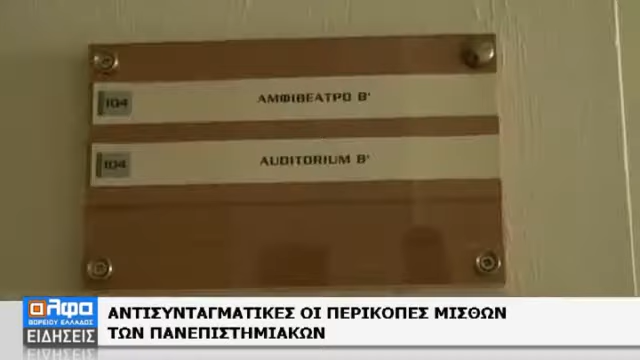 104 ΑΜΦΙΘΕΑΤΡΟ Β'
104 AUDITORIUM B'
αλφα
ΒΟΡΕΙΟΥ ΕΛΛΑΔΟΣ
ΕΙΔΗΣΕΙΣ
ΑΝΤΙΣΥΝΤΑΓΜΑΤΙΚΕΣ ΟΙ ΠΕΡΙΚΟΠΕΣ ΜΙΣΘΩΝ
ΤΩΝ ΠΑΝΕΠΙΣΤΗΜΙΑΚΩΝ